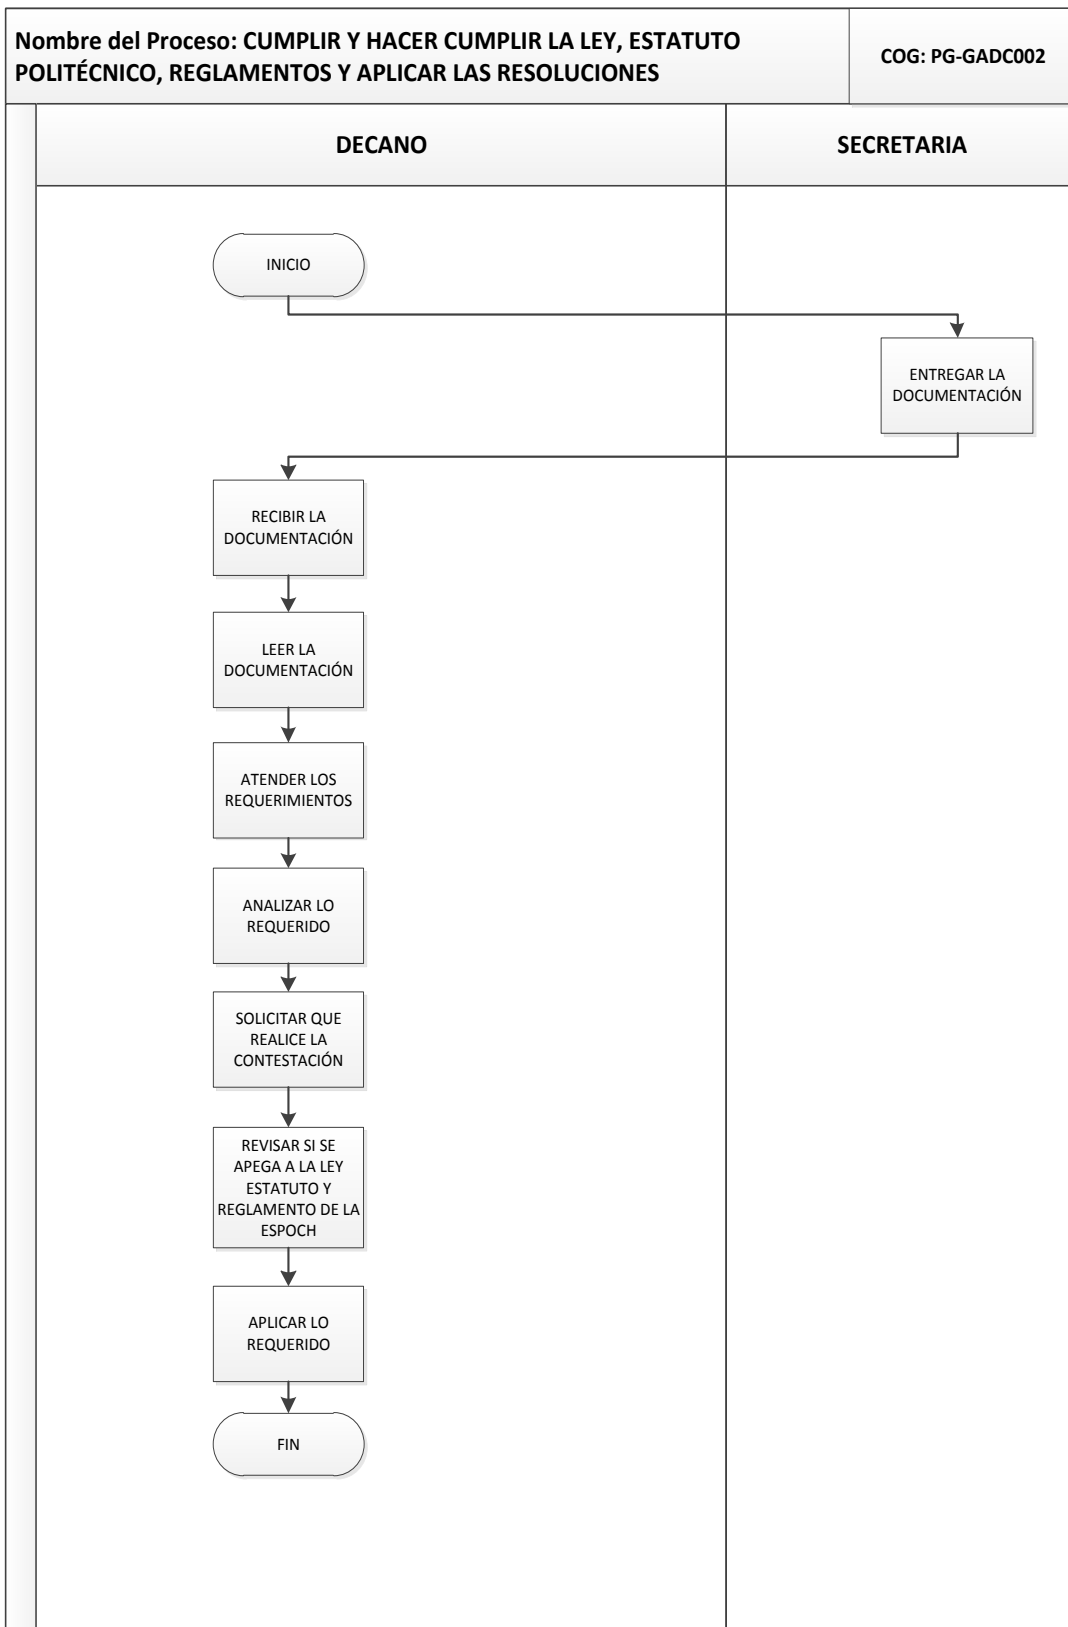 Nombre del Proceso: CUMPLIR Y HACER CUMPLIR LA LEY, ESTATUTO
POLITÉCNICO, REGLAMENTOS Y APLICAR LAS RESOLUCIONES
COG: PG-GADC002
DECANO
SECRETARIA
INICIO
ENTREGAR LA
DOCUMENTACIÓN
RECIBIR LA
DOCUMENTACIÓN
LEER LA
DOCUMENTACIÓN
ATENDER LOS
REQUERIMIENTOS
ANALIZAR LO
REQUERIDO
SOLICITAR QUE
REALICE LA
CONTESTACIÓN
REVISAR SI SE
APEGA A LA LEY
ESTATUTO Y
REGLAMENTO DE LA
ESPOCH
APLICAR LO
REQUERIDO
FIN